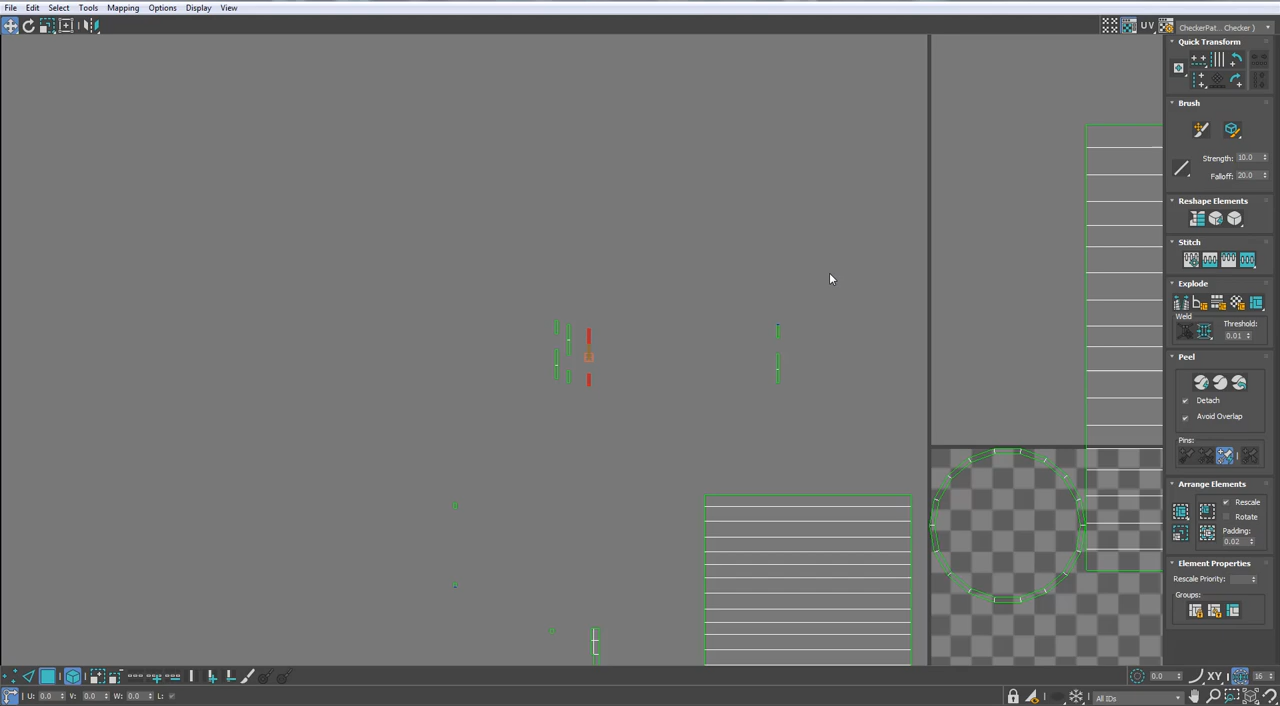 File Edit Select Tools Mapping Options Display View
UV CheckerPat... Checker )
Quick Transform
Brush
Strength: 10.0
Falloff: 20.0
Reshape Elements
Stitch
Explode
Weld
Threshold:
0.01
Peel
Detach
Avoid Overlap
Pins:
Arrange Elements
Rescale
Rotate
Padding:
0.02
Element Properties
Rescale Priority:
Groups:
0.0 XY 16
U: 0.0 V: 0.0 W: 0.0 L: All IDs